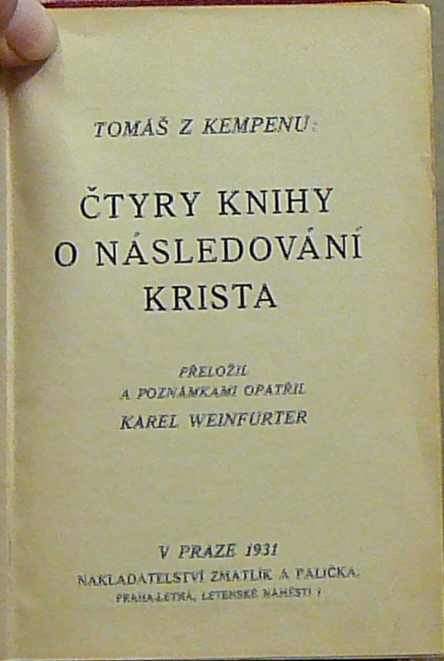 TOMÁŠ Z KEMPENU:
ČTYRY KNIHY
O NÁSLEDOVÁNÍ
KRISTA
PŘELOŽIL
A POZNÁMKAMI OPATŘIL
KAREL WEINFURTER
V PRAZE 1931
NAKLADATELSTVÍ ZMATLÍK A PALIČKA,
PRAHA-LETNÁ, LETENSKÉ NÁMĚSTÍ